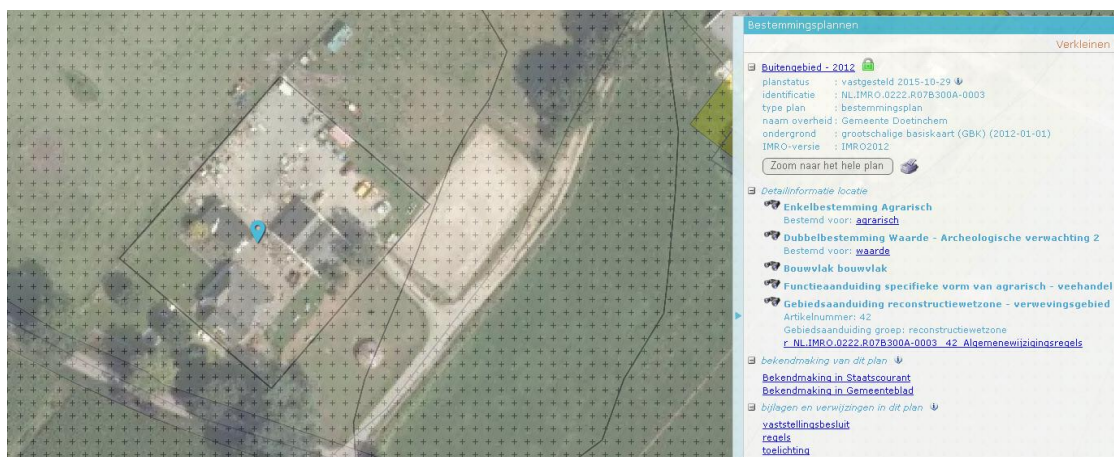 Bestemmingsplannen
Verkleinen
Buitengebied - 2012
planstatus : vastgesteld 2015-10-29
identificatie : NL.IMRO.0222.R07B300A-0003
type plan : bestemmingsplan
naam overheid : Gemeente Doetinchem
ondergrond : grootschalige basiskaart (GBK) (2012-01-01)
IMRO-versie : IMRO2012
Zoom naar het hele plan
Detailinformatie locatie
Enkelbestemming Agrarisch
Bestemd voor: agrarisch
Dubbelbestemming Waarde - Archeologische verwachting 2
Bestemd voor: waarde
Bouwvlak bouwvlak
Functieaanduiding specifieke vorm van agrarisch - veehandel
Gebiedsaanduiding reconstructiewetzone - verwevingsgebied
Artikelnummer: 42
Gebiedsaanduiding groep: reconstructiewetzone
r_NL.IMRO.0222.R07B300A-0003_42_Algemenewijzigingsregels
bekendmaking van dit plan
Bekendmaking in Staatscourant
Bekendmaking in Gemeenteblad
bijlagen en verwijzingen in dit plan
vaststellingsbesluit
regels
toelichting